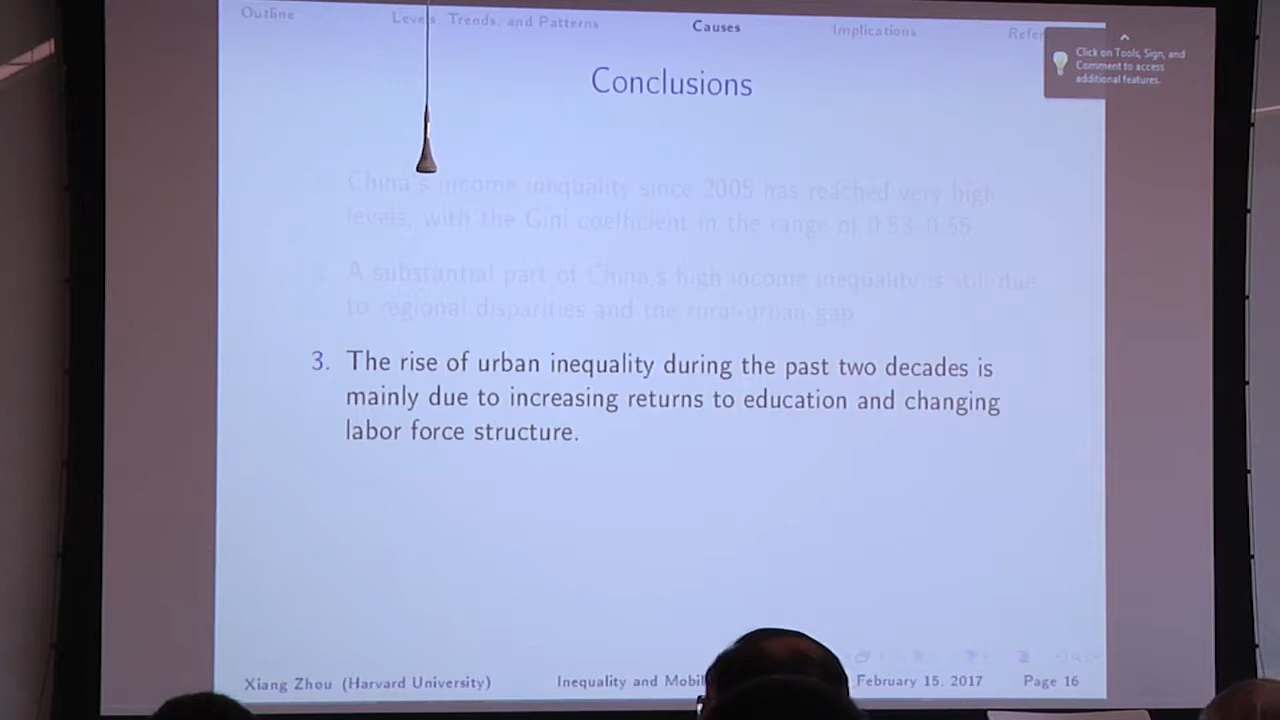 Outline Levels, Trends, and Patterns Causes Implications
Click on Tools, Sign, and
Comment to access
additional features.
Conclusions
China's income inequality since 2005 has reached very high
levels, with the Gini coefficient in the range of 0.53-0.55
A substantial part of China's high income inequality is still due
to regional disparities and the rural-urban gap
3. The rise of urban inequality during the past two decades is
mainly due to increasing returns to education and changing
labor force structure.
Xiang Zhou (Harvard University) Inequality and February 15, 2017 Page 16